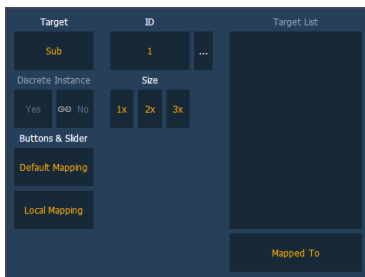 Target ID Target List
Sub 1 ...
Discrete Instance Size
Yes No 1x 2x 3x
Buttons & Slider
Default Mapping
Local Mapping
Mapped To